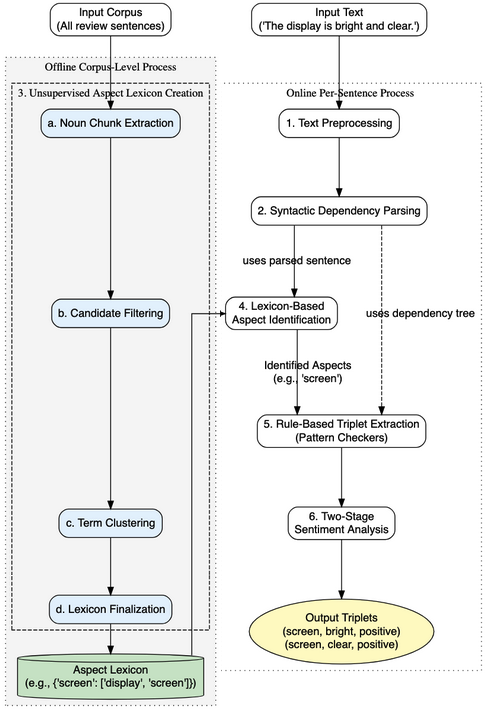 Input Corpus
(All review sentences)
Input Text
('The display is bright and clear.')
Offline Corpus-Level Process
3. Unsupervised Aspect Lexicon Creation
a. Noun Chunk Extraction
b. Candidate Filtering
c. Term Clustering
d. Lexicon Finalization
Aspect Lexicon
(e.g., {'screen': ['display', 'screen']})
Online Per-Sentence Process
1. Text Preprocessing
2. Syntactic Dependency Parsing
uses parsed sentence
uses dependency tree
4. Lexicon-Based
Aspect Identification
Identified Aspects
(e.g., 'screen')
5. Rule-Based Triplet Extraction
(Pattern Checkers)
6. Two-Stage
Sentiment Analysis
Output Triplets
(screen, bright, positive)
(screen, clear, positive)